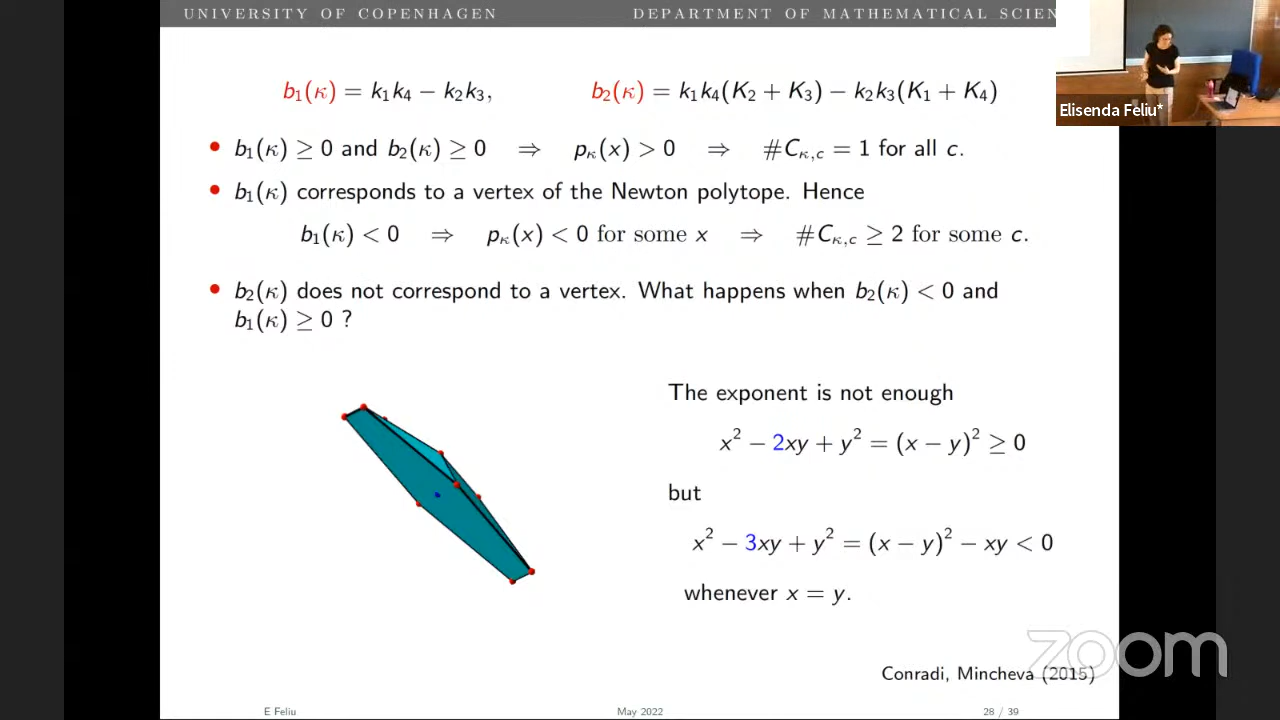 UNIVERSITY OF COPENHAGEN DEPARTMENT OF MATHEMATICAL SCIEN
Elisenda Feliu*
b₁(κ) = k₁k₄ − k₂k₃, b₂(κ) = k₁k₄(K₂ + K₃) − k₂k₃(K₁ + K₄)
• b₁(κ) ≥ 0 and b₂(κ) ≥ 0 ⇒ p_κ(x) > 0 ⇒ #C_κ,c = 1 for all c.
• b₁(κ) corresponds to a vertex of the Newton polytope. Hence
b₁(κ) < 0 ⇒ p_κ(x) < 0 for some x ⇒ #C_κ,c ≥ 2 for some c.
• b₂(κ) does not correspond to a vertex. What happens when b₂(κ) < 0 and
b₁(κ) ≥ 0 ?
The exponent is not enough
x² − 2xy + y² = (x − y)² ≥ 0
but
x² − 3xy + y² = (x − y)² − xy < 0
whenever x = y.
zoom
Conradi, Mincheva (2015)
E Feliu May 2022 28 / 39